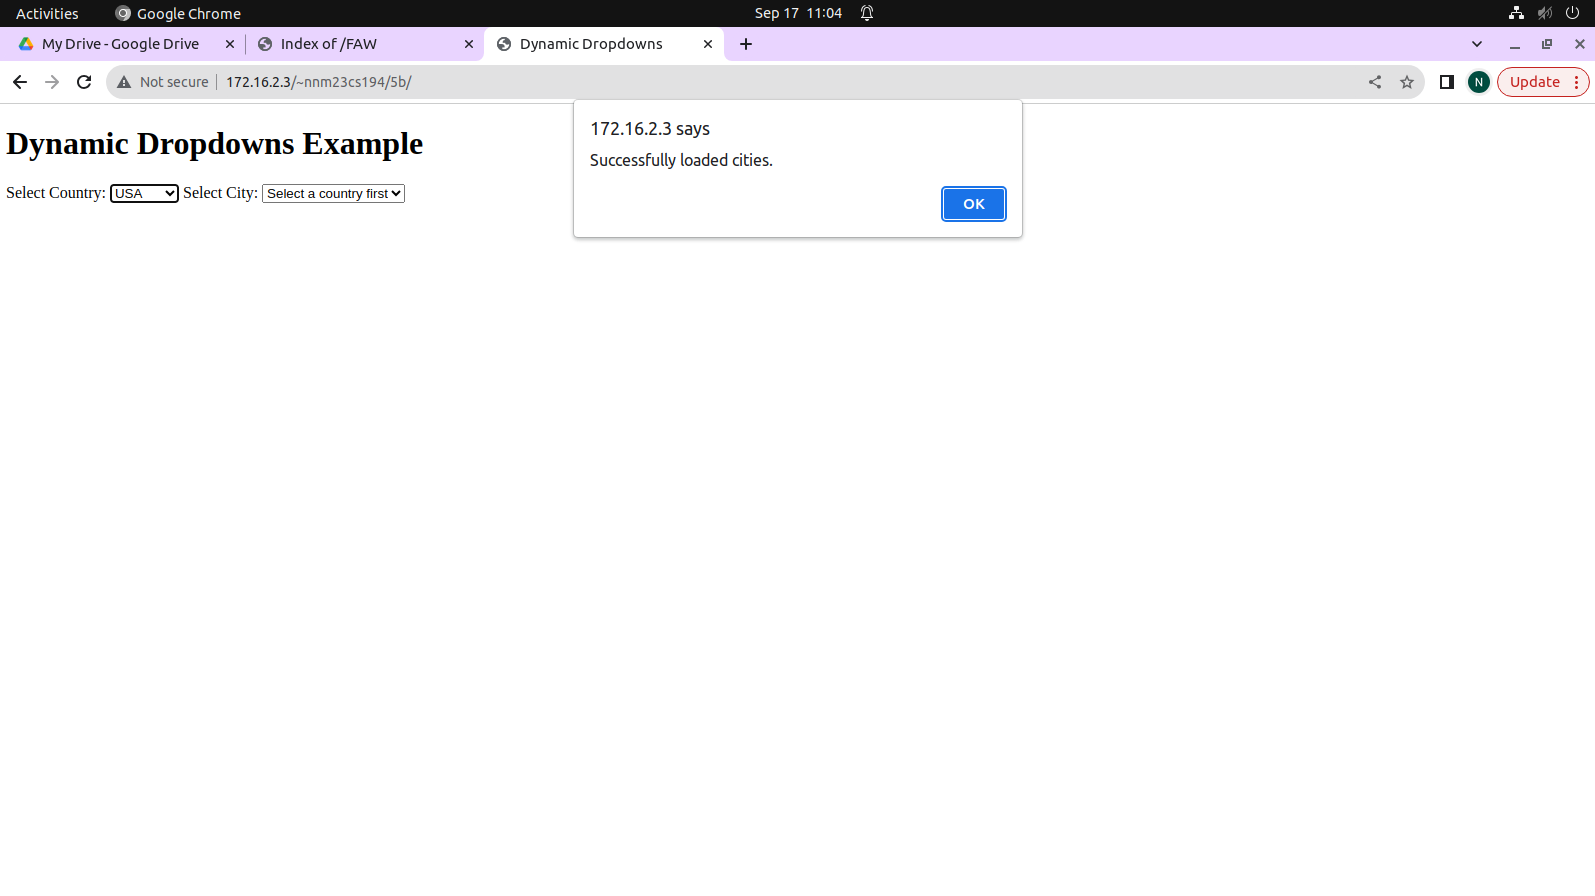 Activities Google Chrome Sep 17 11:04
My Drive - Google Drive Index of /FAW Dynamic Dropdowns
Not secure 172.16.2.3/~nnm23cs194/5b/ N Update
172.16.2.3 says
Successfully loaded cities.
OK
Dynamic Dropdowns Example
Select Country: USA Select City: Select a country first